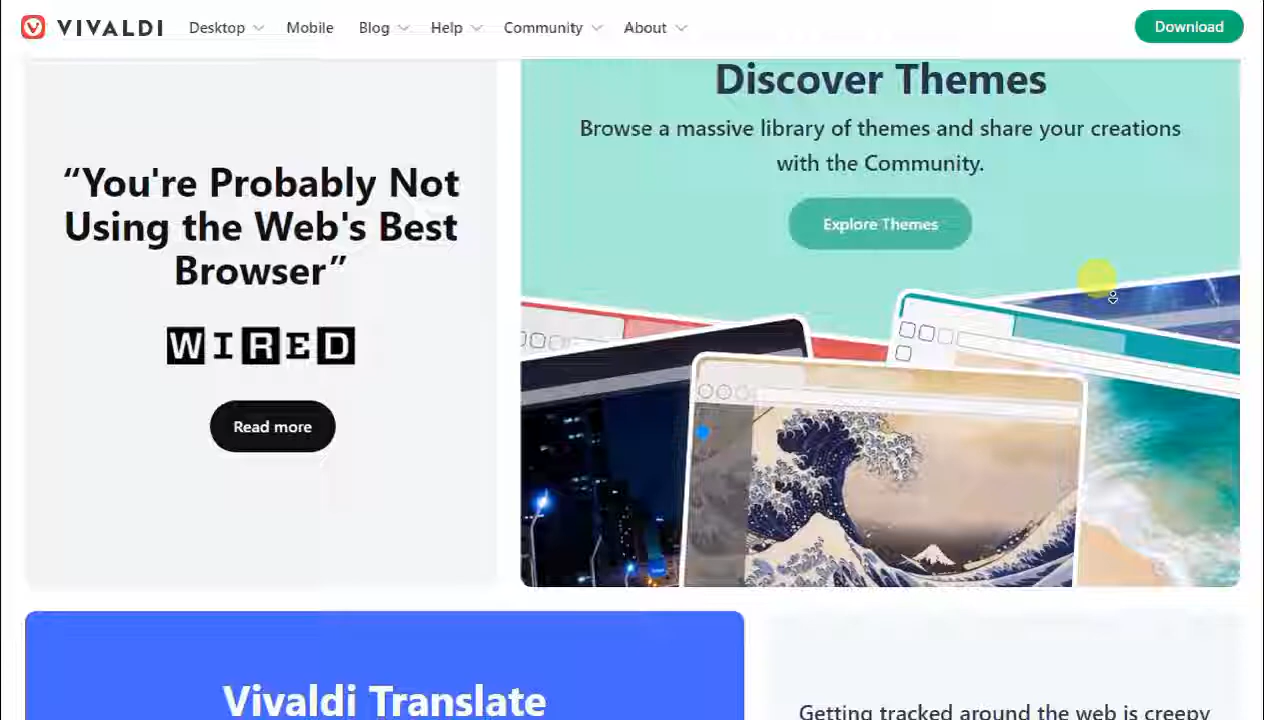 VIVALDI
Desktop
Mobile
Blog
Help
Community
About
Download
“You're Probably Not
Using the Web's Best
Browser”
WIRED
Read more
Discover Themes
Browse a massive library of themes and share your creations
with the Community.
Explore Themes
Vivaldi Translate
Getting tracked around the web is creepy